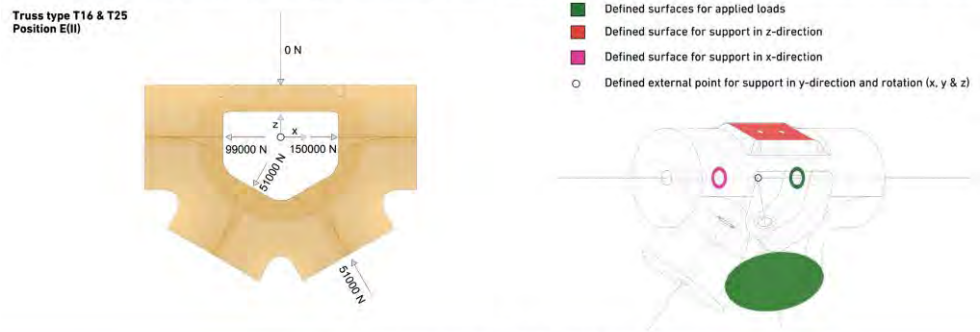 Truss type T16 & T25
Position E(II)
0 N
z
x
99000 N
150000 N
51000 N
51000 N
Defined surfaces for applied loads
Defined surface for support in z-direction
Defined surface for support in x-direction
Defined external point for support in y-direction and rotation (x, y & z)